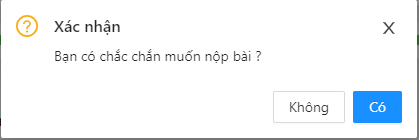 Xác nhận
Bạn có chắc chắn muốn nộp bài ?
Không
Có